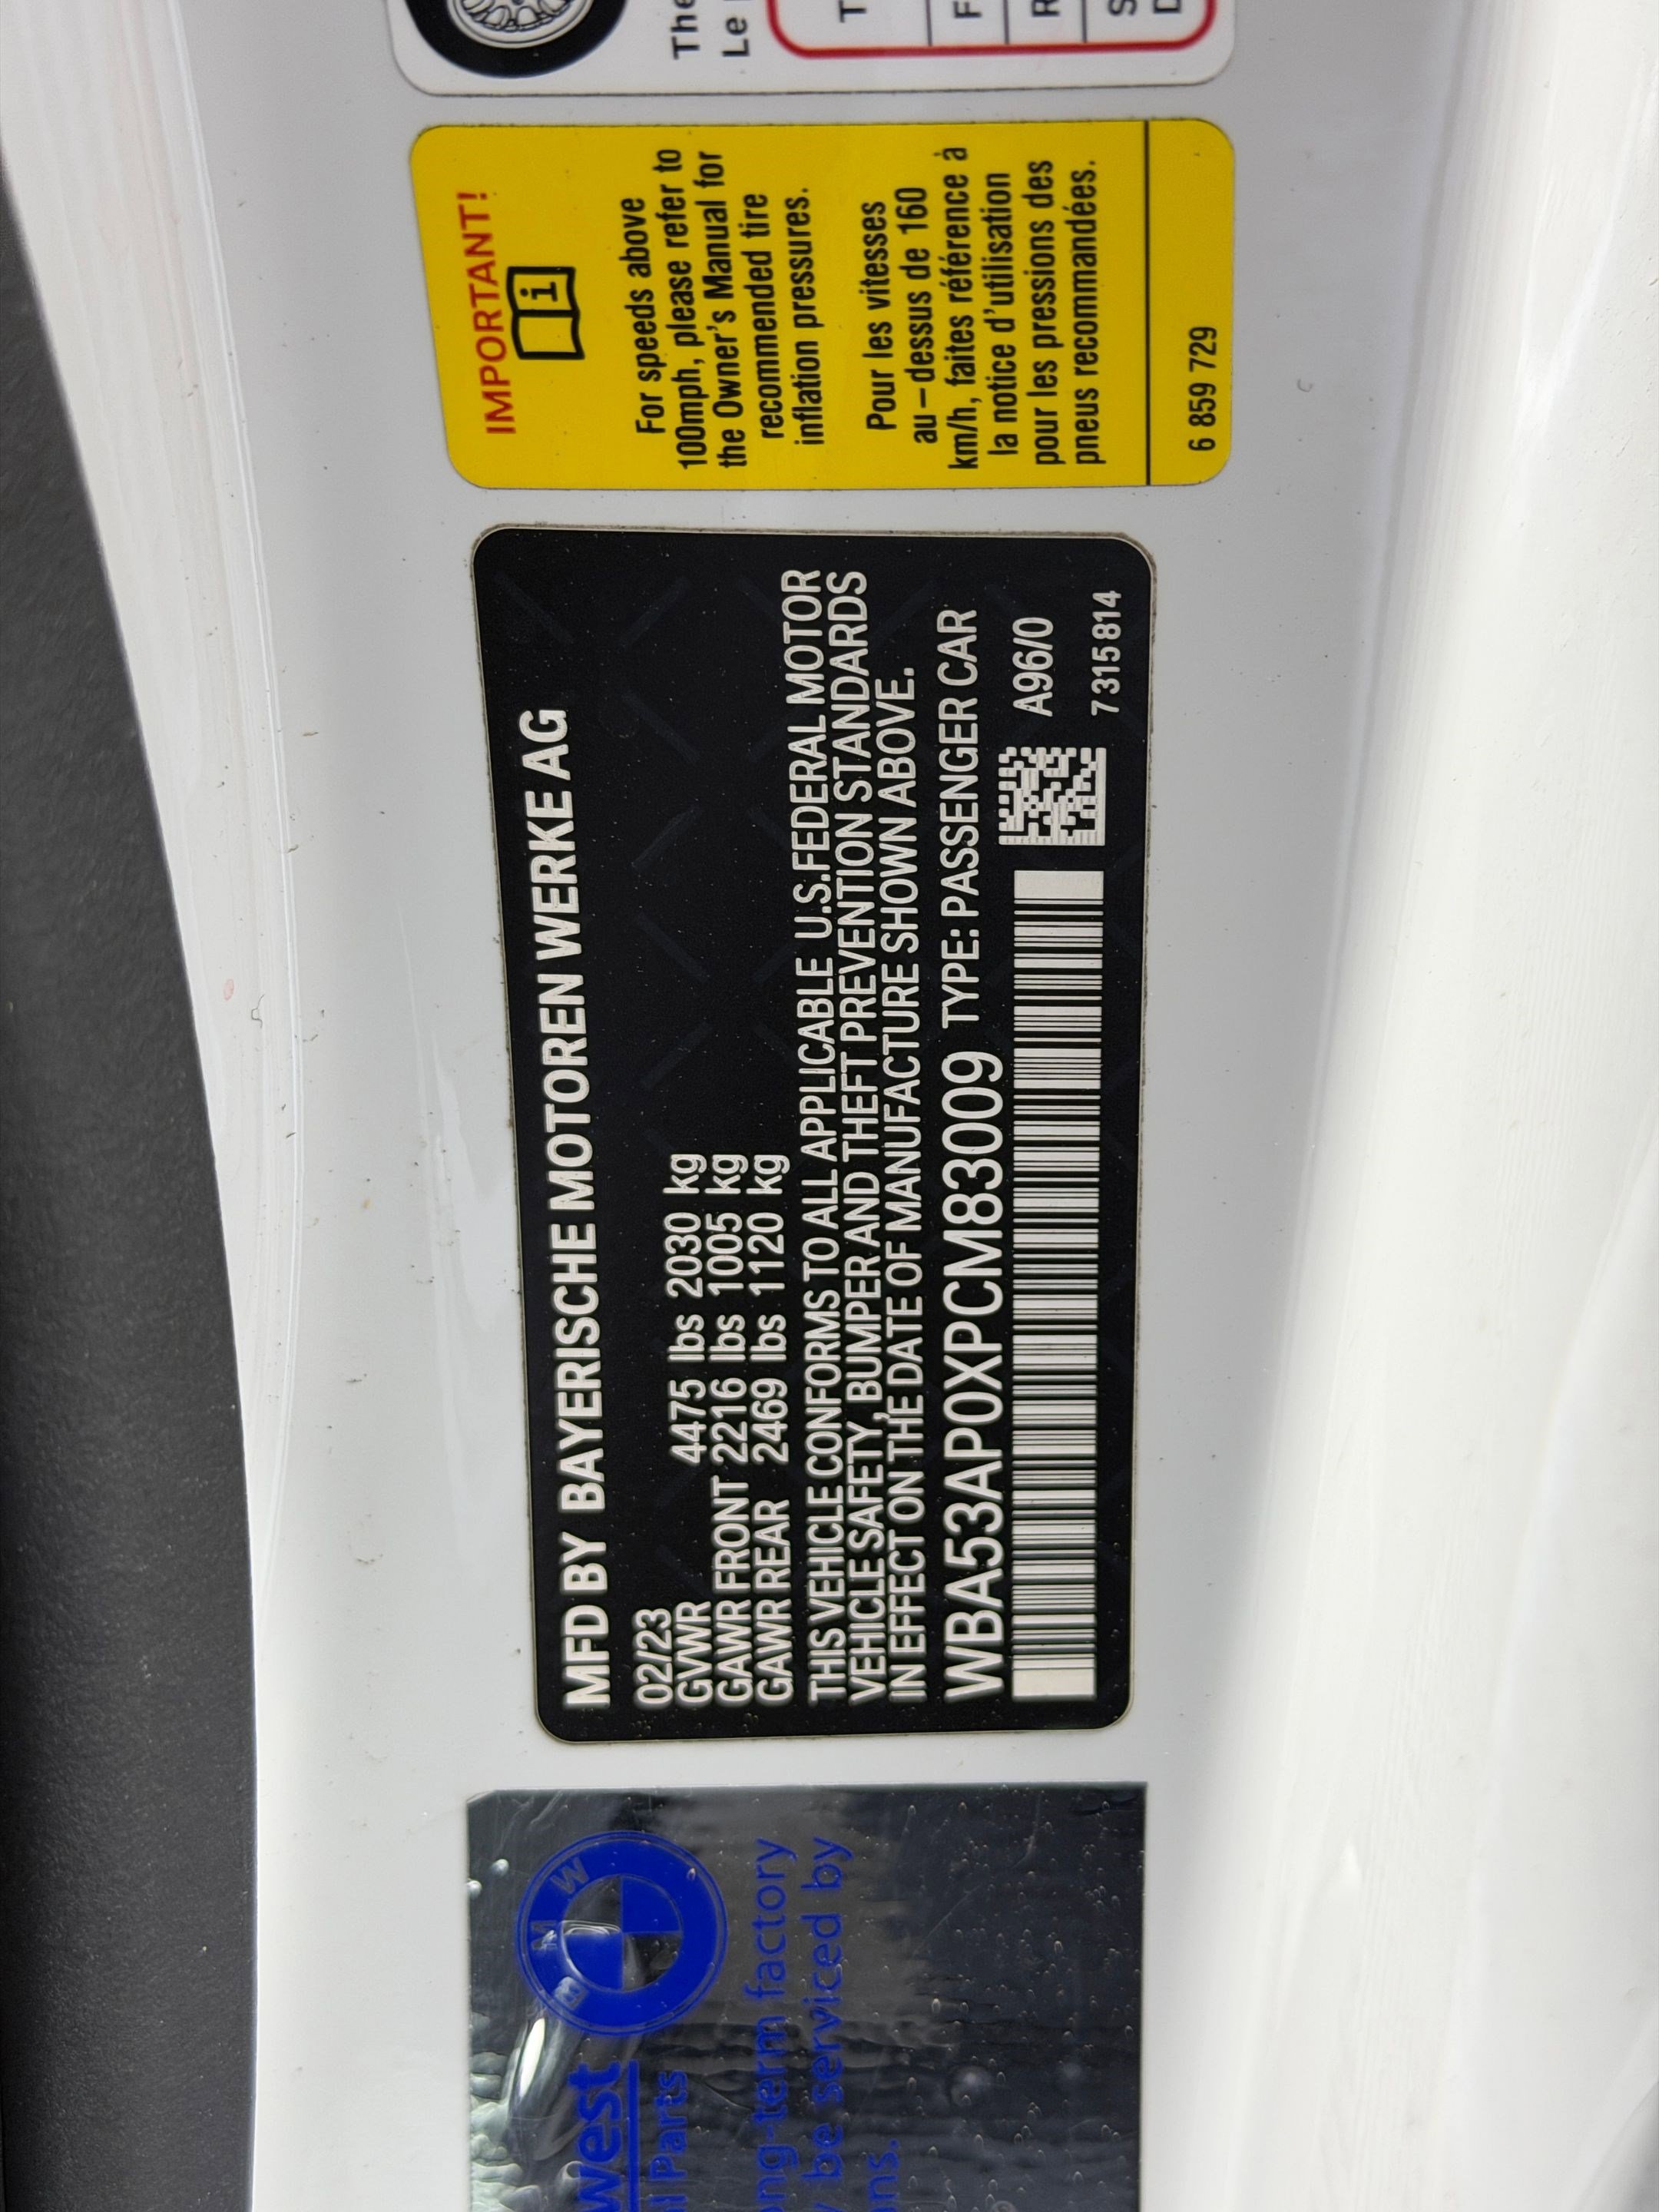 MFD BY BAYERISCHE MOTOREN WERKE AG
02/23
GVWR 4475 lbs 2030 kg
GAWR FRONT 2216 lbs 1005 kg
GAWR REAR 2469 lbs 1120 kg
THIS VEHICLE CONFORMS TO ALL APPLICABLE U.S.FEDERAL MOTOR
VEHICLE SAFETY, BUMPER AND THEFT PREVENTION STANDARDS
IN EFFECT ON THE DATE OF MANUFACTURE SHOWN ABOVE.
WBA53AP0XPCM83009 TYPE: PASSENGER CAR
A96/0
7 315 814
IMPORTANT!
i
For speeds above
100mph, please refer to
the Owner's Manual for
recommended tire
inflation pressures.
Pour les vitesses
au-dessus de 160
km/h, faites référence à
la notice d'utilisation
pour les pressions des
pneus recommandées.
6 859 729
The
Le
T
F
R
S
west
BMW
Parts
factory
be serviced by